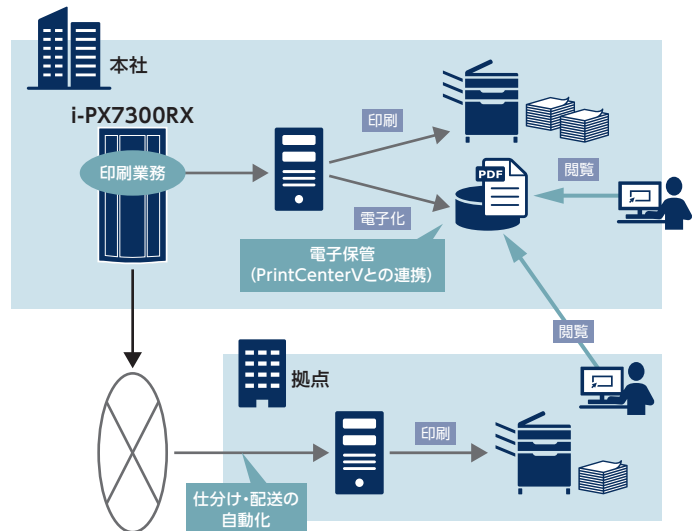 本社
i-PX7300RX
印刷業務
印刷
PDF
閲覧
電子化
電子保管
(PrintCenterVとの連携)
閲覧
拠点
印刷
仕分け・配送の
自動化